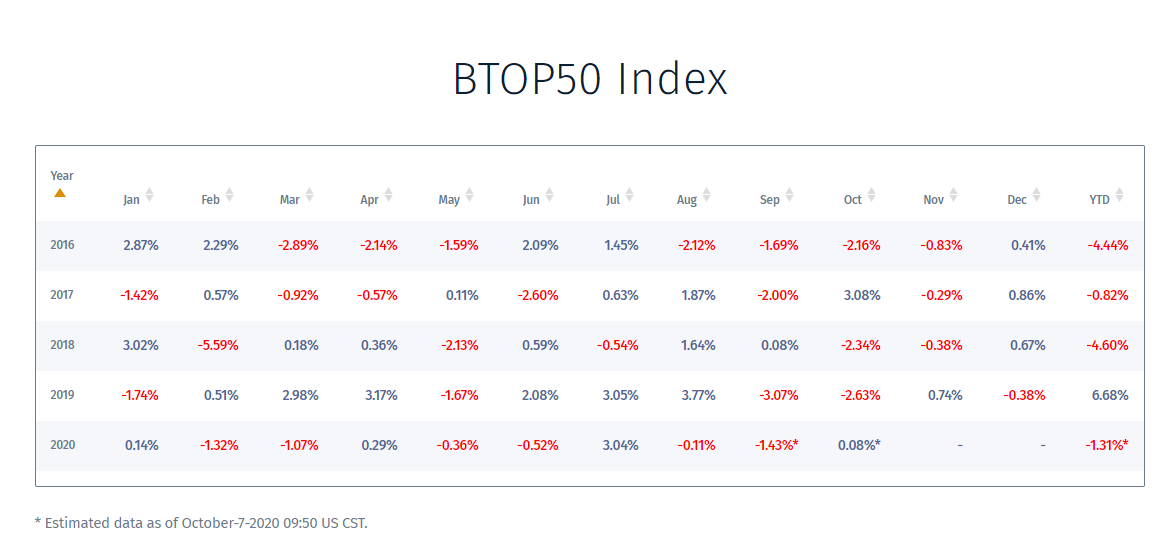 BTOP50 Index
Year
Jan Feb Mar Apr May Jun Jul Aug Sep Oct Nov Dec YTD
2016 2.87% 2.29% -2.89% -2.14% -1.59% 2.09% 1.45% -2.12% -1.69% -2.16% -0.83% 0.41% -4.44%
2017 -1.42% 0.57% -0.92% -0.57% 0.11% -2.60% 0.63% 1.87% -2.00% 3.08% -0.29% 0.86% -0.82%
2018 3.02% -5.59% 0.18% 0.36% -2.13% 0.59% -0.54% 1.64% 0.08% -2.34% -0.38% 0.67% -4.60%
2019 -1.74% 0.51% 2.98% 3.17% -1.67% 2.08% 3.05% 3.77% -3.07% -2.63% 0.74% -0.38% 6.68%
2020 0.14% -1.32% -1.07% 0.29% -0.36% -0.52% 3.04% -0.11% -1.43%* 0.08%* - - -1.31%*
* Estimated data as of October-7-2020 09:50 US CST.